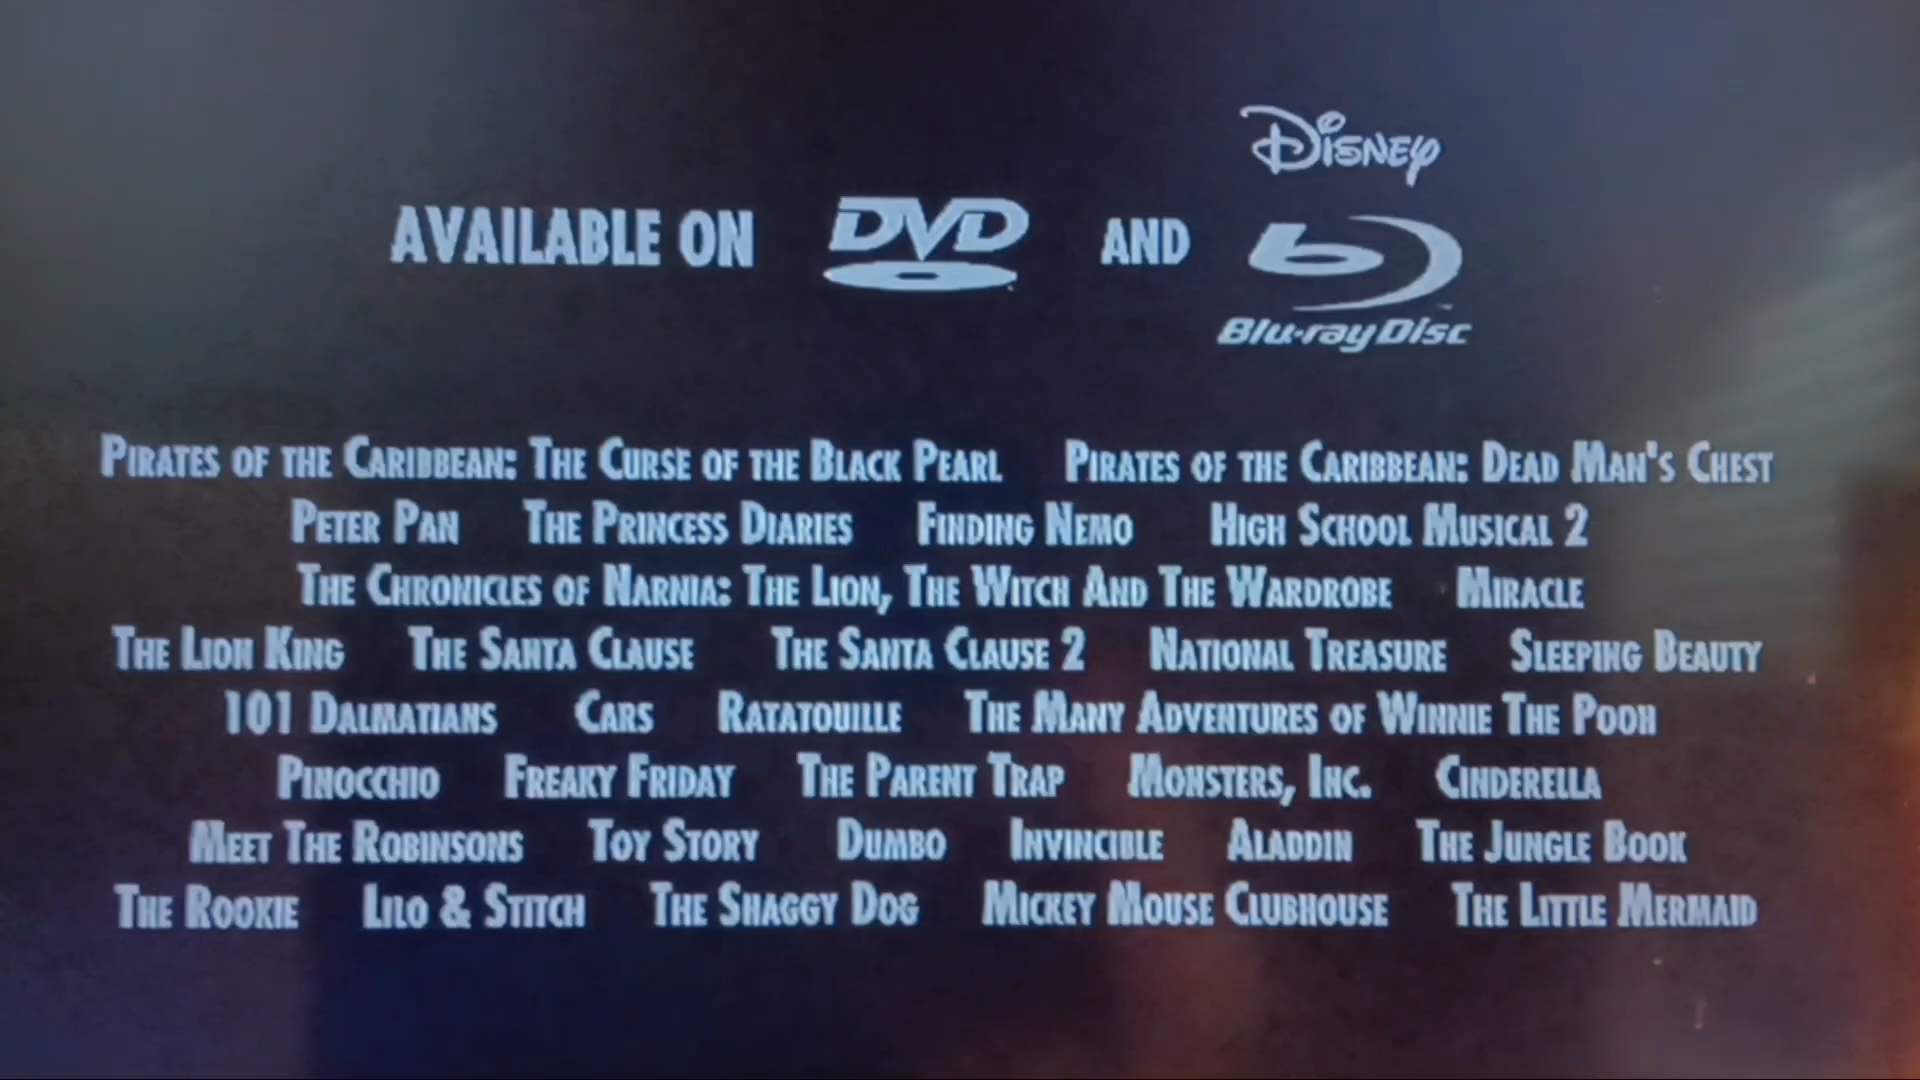 Disney
AVAILABLE ON DVD AND Blu-ray Disc
PIRATES OF THE CARIBBEAN: THE CURSE OF THE BLACK PEARL PIRATES OF THE CARIBBEAN: DEAD MAN'S CHEST
PETER PAN THE PRINCESS DIARIES FINDING NEMO HIGH SCHOOL MUSICAL 2
THE CHRONICLES OF NARNIA: THE LION, THE WITCH AND THE WARDROBE MIRACLE
THE LION KING THE SANTA CLAUSE THE SANTA CLAUSE 2 NATIONAL TREASURE SLEEPING BEAUTY
101 DALMATIANS CARS RATATOUILLE THE MANY ADVENTURES OF WINNIE THE POOH
PINOCCHIO FREAKY FRIDAY THE PARENT TRAP MONSTERS, INC. CINDERELLA
MEET THE ROBINSONS TOY STORY DUMBO INVINCIBLE ALADDIN THE JUNGLE BOOK
THE ROOKIE LILO & STITCH THE SHAGGY DOG MICKEY MOUSE CLUBHOUSE THE LITTLE MERMAID